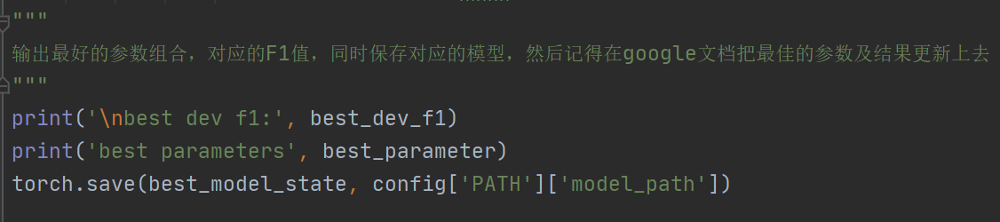 """
输出最好的参数组合，对应的F1值，同时保存对应的模型，然后记得在google文档把最佳的参数及结果更新上去
"""
print('\nbest dev f1:', best_dev_f1)
print('best parameters', best_parameter)
torch.save(best_model_state, config['PATH']['model_path'])